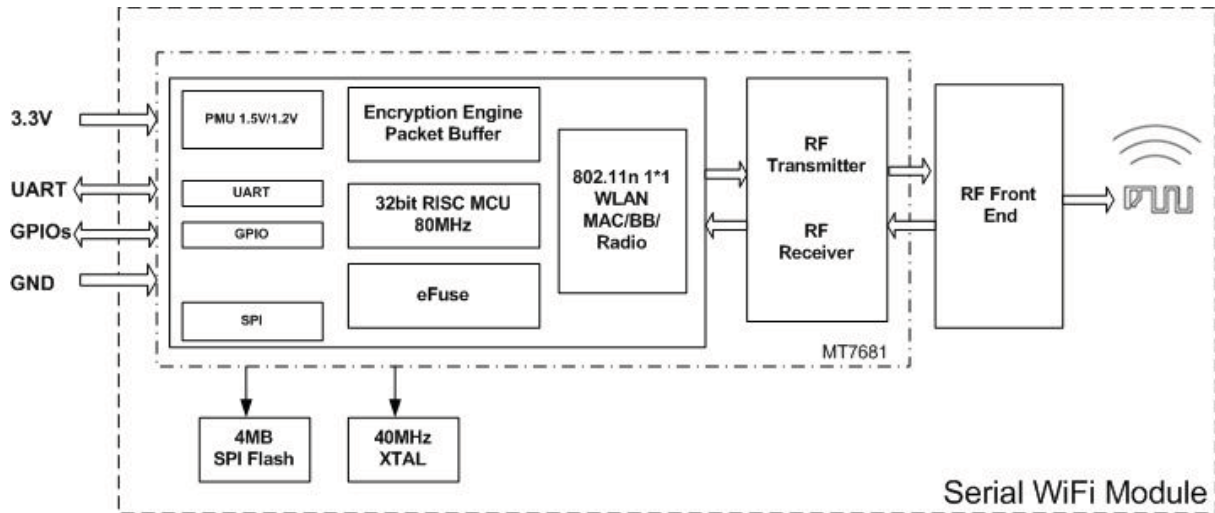 3.3V
UART
GPIOs
GND
PMU 1.5V/1.2V
UART
GPIO
SPI
Encryption Engine
Packet Buffer
32bit RISC MCU
80MHz
eFuse
802.11n 1*1
WLAN
MAC/BB/
Radio
RF
Transmitter
RF
Receiver
MT7681
RF Front
End
4MB
SPI Flash
40MHz
XTAL
Serial WiFi Module